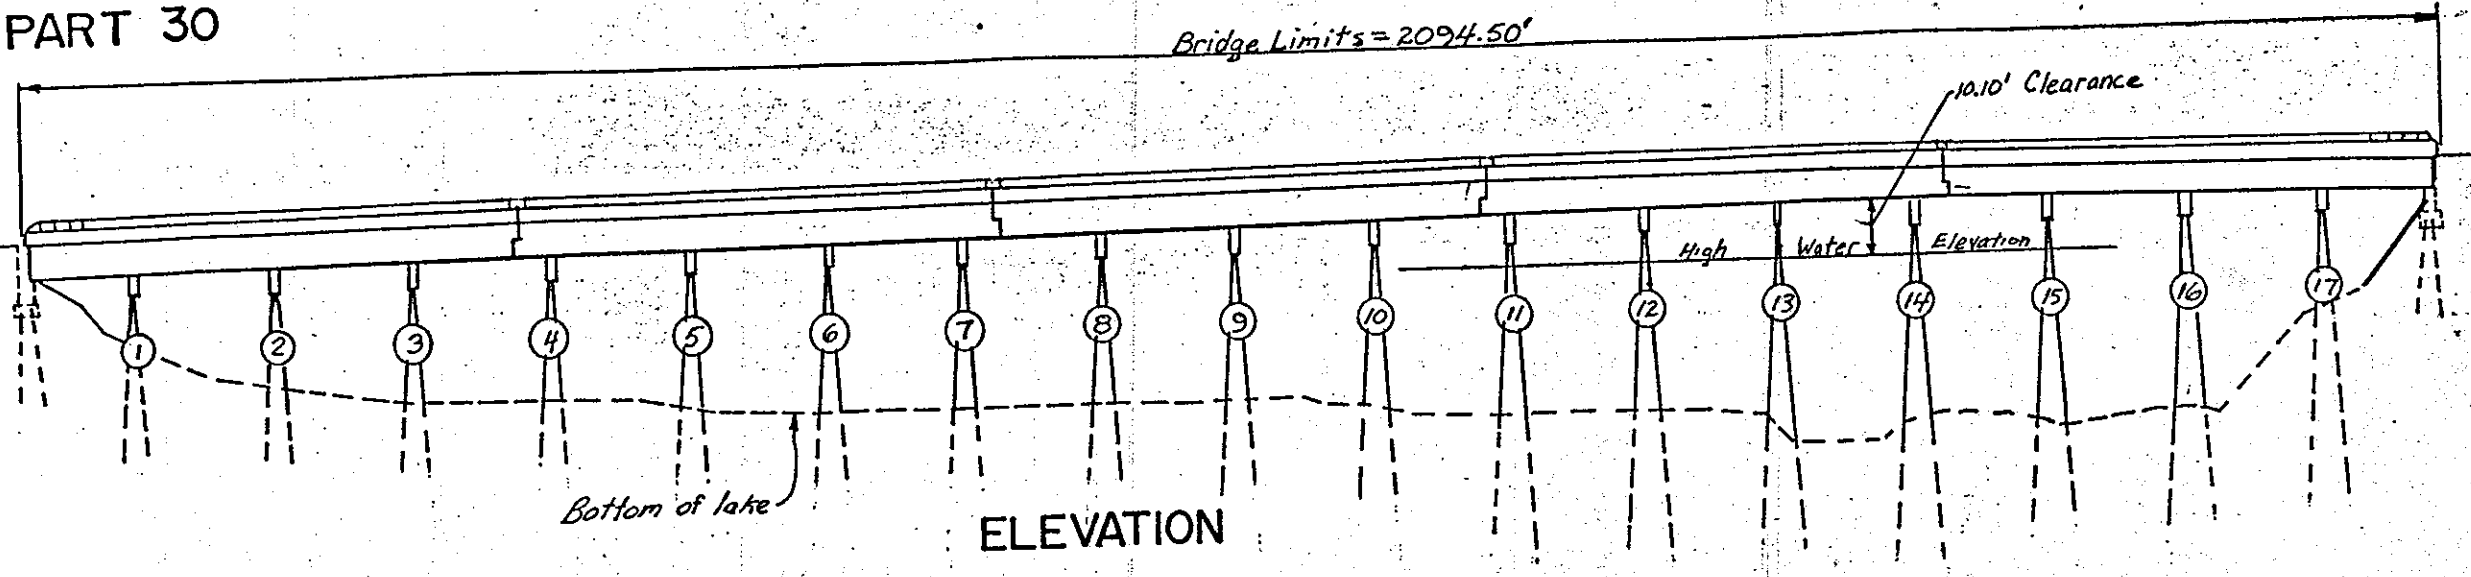 PART 30
Bridge Limits = 2094.50'
10.10' Clearance
High Water Elevation
1 2 3 4 5 6 7 8 9 10 11 12 13 14 15 16 17
Bottom of lake
ELEVATION